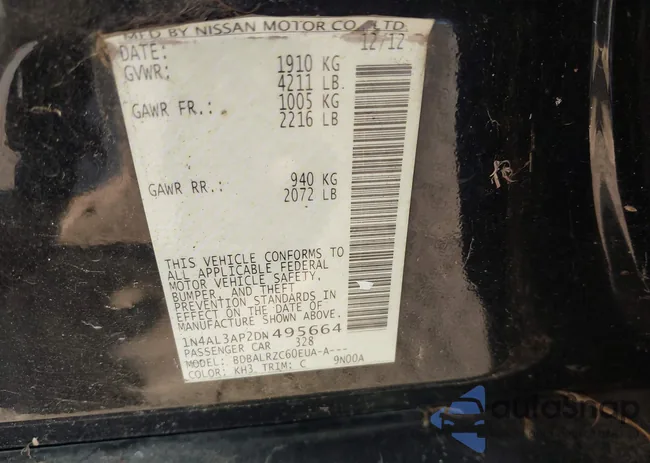 MFD BY NISSAN MOTOR CO., LTD.
DATE: 12/12
GVWR: 1910 KG
4211 LB
GAWR FR.: 1005 KG
2216 LB
GAWR RR.: 940 KG
2072 LB
THIS VEHICLE CONFORMS TO
ALL APPLICABLE FEDERAL
MOTOR VEHICLE SAFETY,
BUMPER, AND THEFT
PREVENTION STANDARDS IN
EFFECT ON THE DATE OF
MANUFACTURE SHOWN ABOVE.
1N4AL3AP2DN495664
PASSENGER CAR 328
MODEL: BDBALRZC60EUA-A---
COLOR: KH3 TRIM: C 9N00A
autoSnap